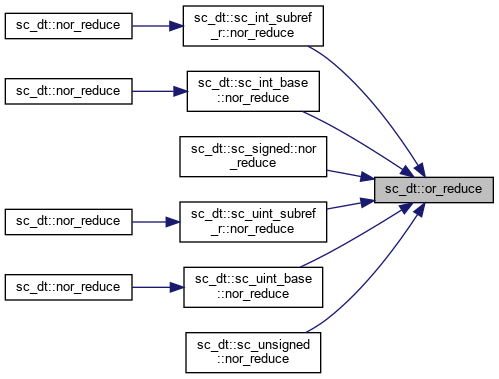 sc_dt::nor_reduce
sc_dt::sc_int_subref
_r::nor_reduce
sc_dt::nor_reduce
sc_dt::sc_int_base
::nor_reduce
sc_dt::sc_signed::nor
_reduce
sc_dt::or_reduce
sc_dt::nor_reduce
sc_dt::sc_uint_subref
_r::nor_reduce
sc_dt::nor_reduce
sc_dt::sc_uint_base
::nor_reduce
sc_dt::sc_unsigned
::nor_reduce